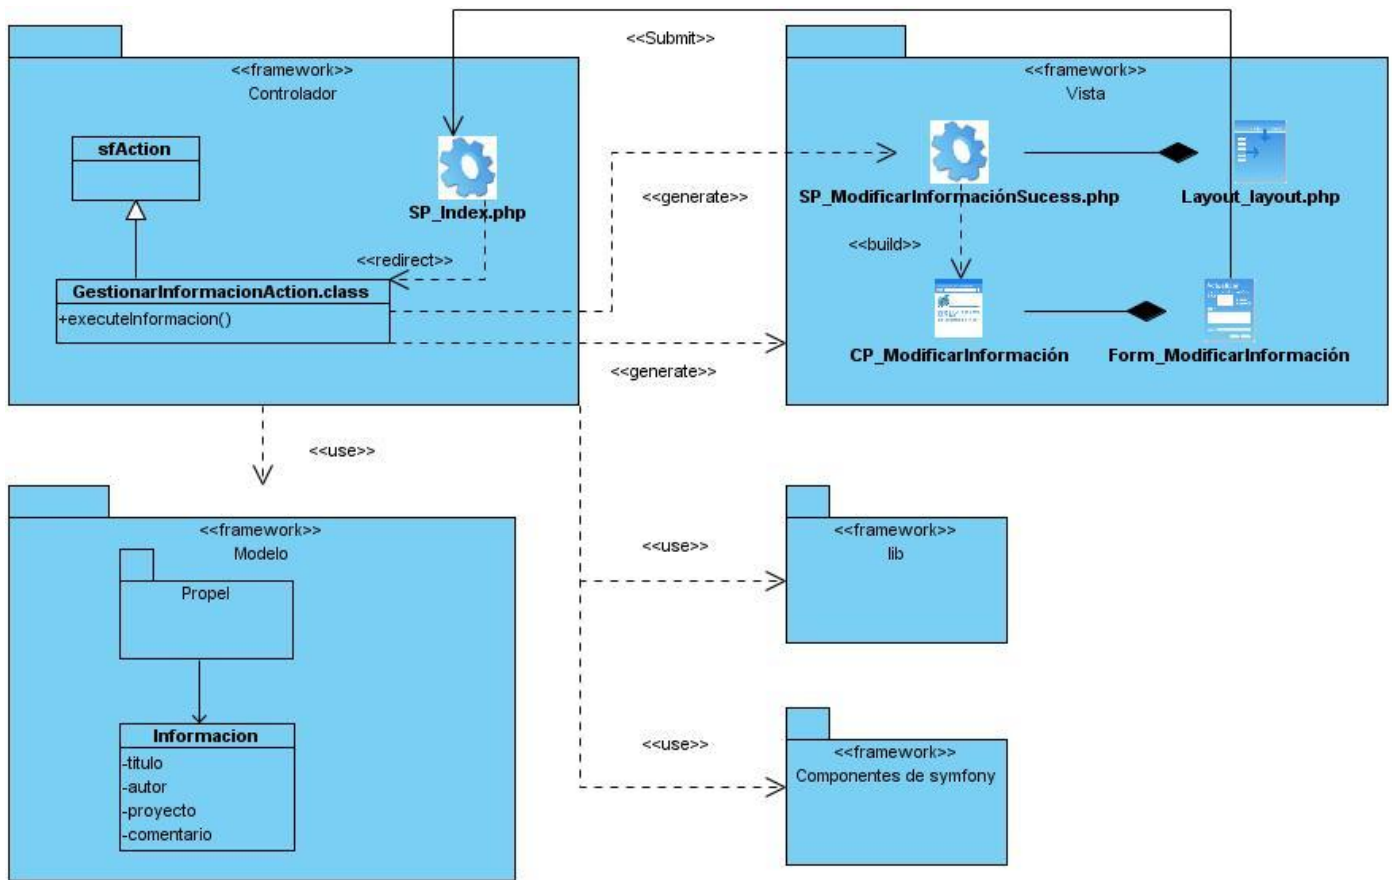 <<Submit>>
<<framework>>
Controlador
sfAction
SP_Index.php
<<redirect>>
GestionarInformacionAction.class
+executeInformacion()
<<generate>>
<<generate>>
<<framework>>
Vista
SP_ModificarInformaciónSucess.php
Layout_layout.php
<<build>>
CP_ModificarInformación
Form_ModificarInformación
<<use>>
<<framework>>
Modelo
Propel
Informacion
-titulo
-autor
-proyecto
-comentario
<<use>>
<<framework>>
lib
<<use>>
<<framework>>
Componentes de symfony